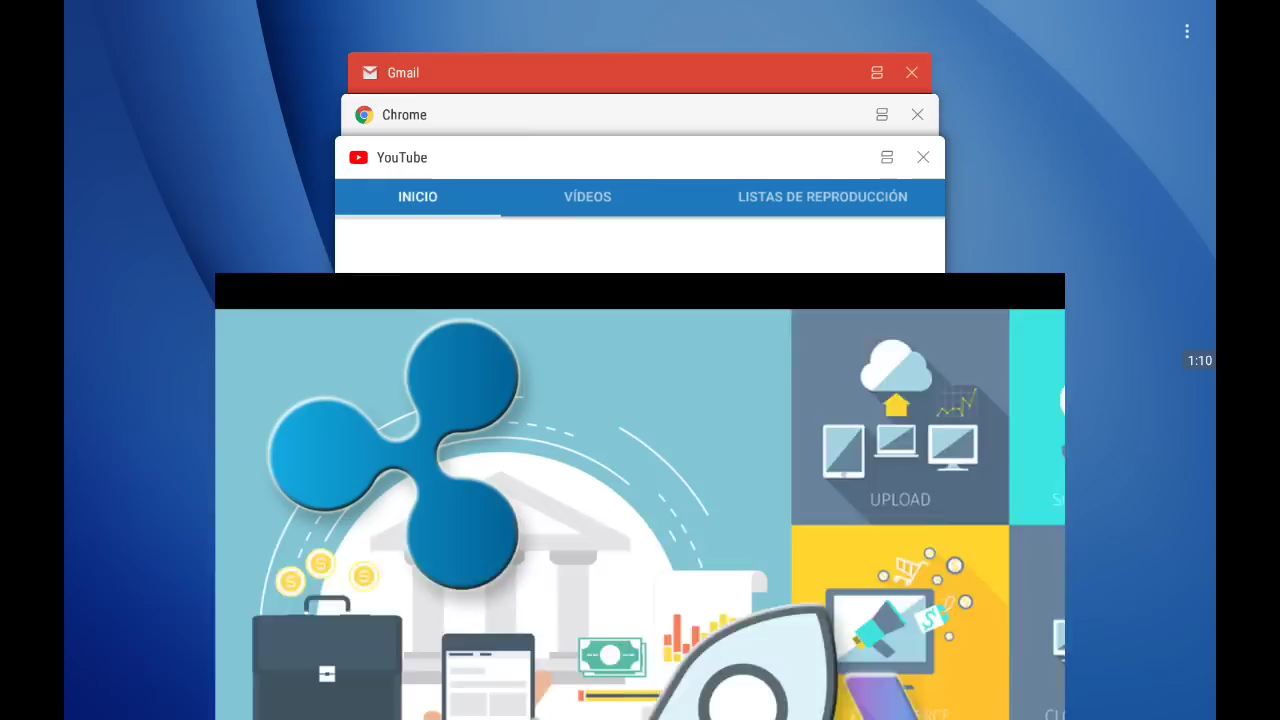 Gmail
Chrome
YouTube
INICIO VÍDEOS LISTAS DE REPRODUCCIÓN
1:10
UPLOAD